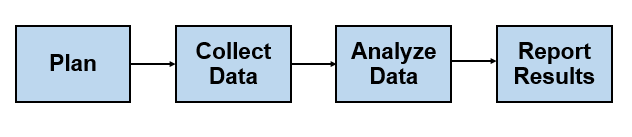 Plan
Collect
Data
Analyze
Data
Report
Results